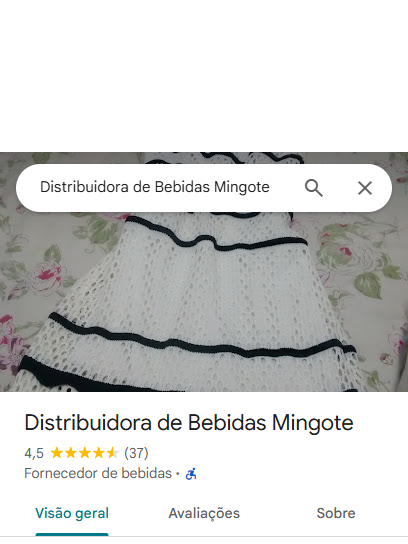 Distribuidora de Bebidas Mingote
Distribuidora de Bebidas Mingote
4,5 (37)
Fornecedor de bebidas ·
Visão geral Avaliações Sobre